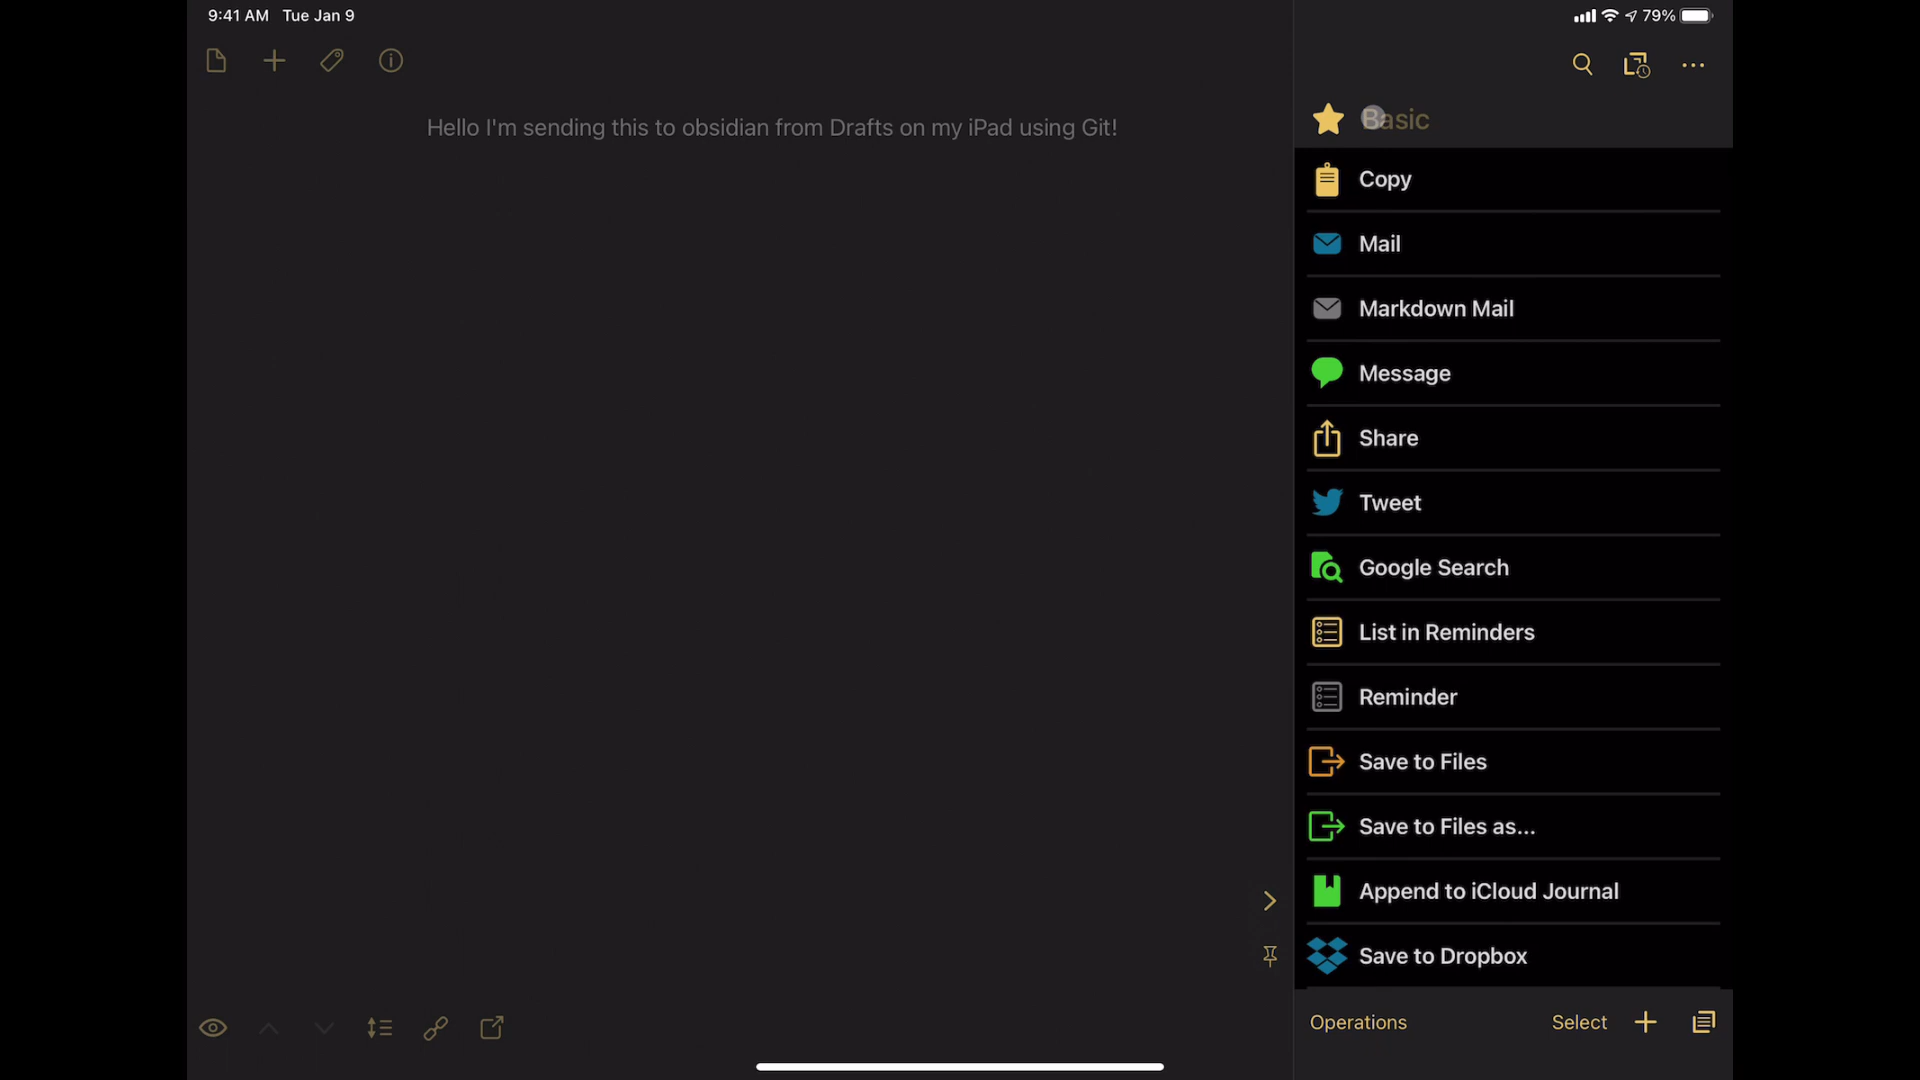 9:41 AM Tue Jan 9
79%
Hello I'm sending this to obsidian from Drafts on my iPad using Git!
Basic
Copy
Mail
Markdown Mail
Message
Share
Tweet
Google Search
List in Reminders
Reminder
Save to Files
Save to Files as...
Append to iCloud Journal
Save to Dropbox
Operations
Select